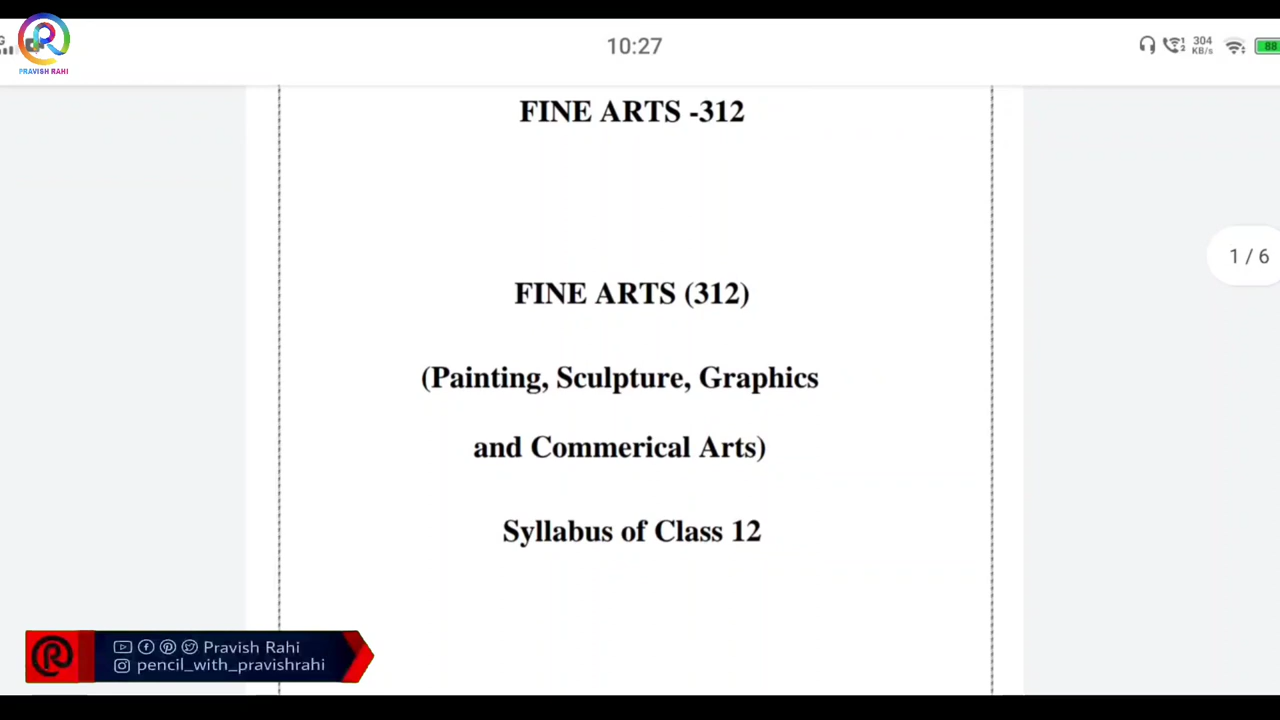 PRAVISH RAHI
10:27
304
KB/s
88
FINE ARTS -312
1 / 6
FINE ARTS (312)
(Painting, Sculpture, Graphics
and Commerical Arts)
Syllabus of Class 12
Pravish Rahi
pencil_with_pravishrahi